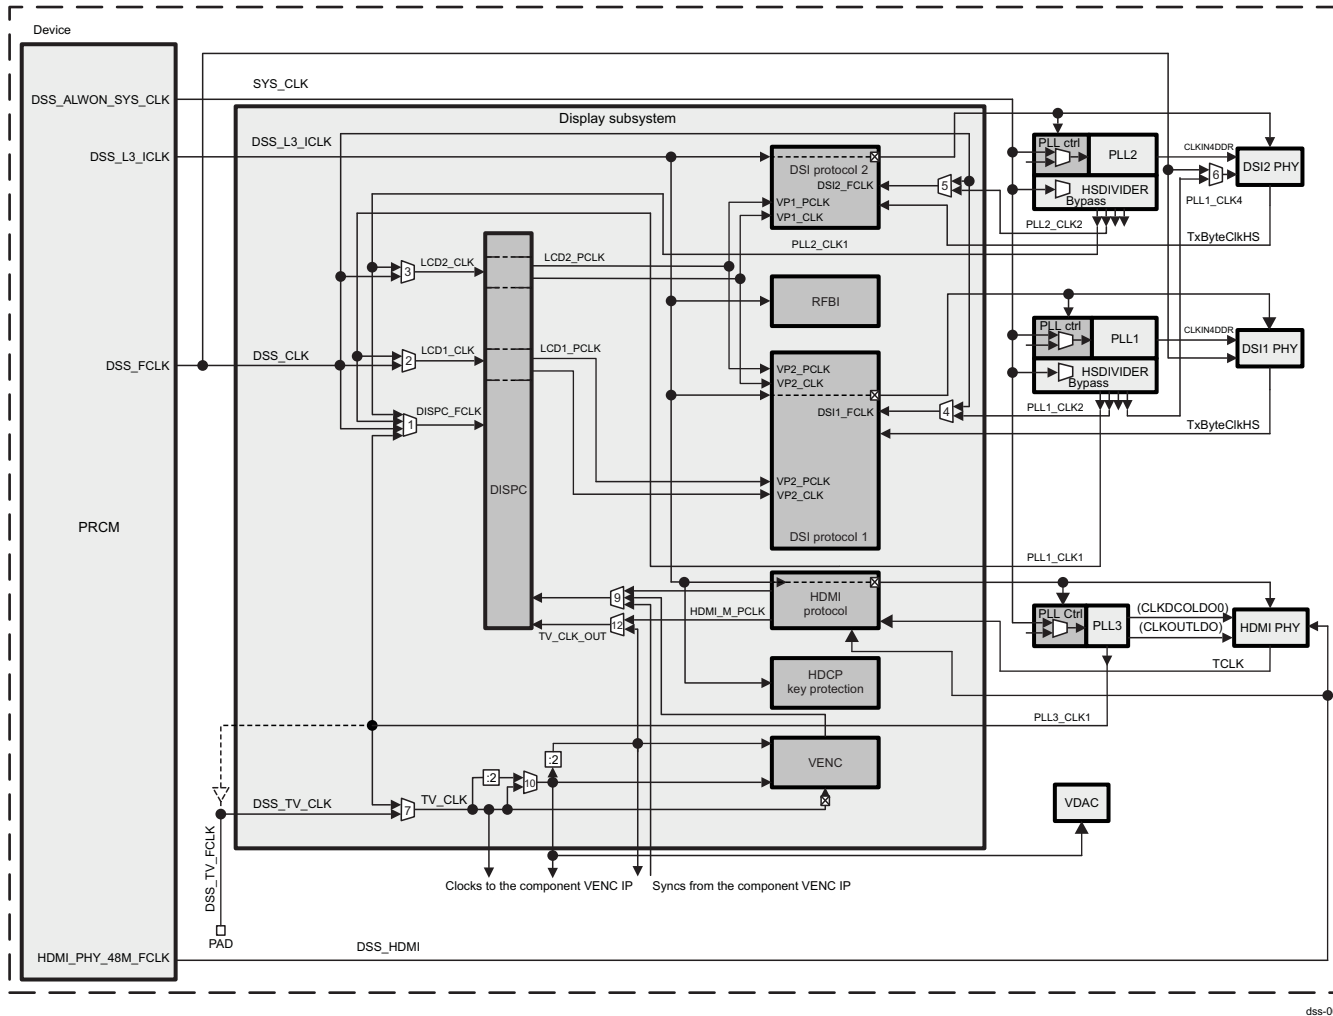 Device
SYS_CLK
DSS_ALWON_SYS_CLK
Display subsystem
DSS_L3_ICLK
DSS_L3_ICLK
DSI protocol 2
DSI2_FCLK
VP1_PCLK
VP1_CLK
5
PLL ctrl
PLL2
HSDIVIDER
Bypass
CLKIN4DDR
6
DSI2 PHY
PLL1_CLK4
PLL2_CLK2
TxByteClkHS
PLL2_CLK1
3
LCD2_CLK
LCD2_PCLK
RFBI
DSS_FCLK
DSS_CLK
2
LCD1_CLK
LCD1_PCLK
PLL ctrl
PLL1
HSDIVIDER
Bypass
CLKIN4DDR
DSI1 PHY
VP2_PCLK
VP2_CLK
DSI1_FCLK
4
PLL1_CLK2
TxByteClkHS
1
DISPC_FCLK
DISPC
VP2_PCLK
VP2_CLK
DSI protocol 1
PRCM
PLL1_CLK1
9
HDMI
protocol
HDMI_M_PCLK
12
TV_CLK_OUT
PLL Ctrl
PLL3
(CLKDCOLDO0)
(CLKOUTLDO)
HDMI PHY
TCLK
HDCP
key protection
PLL3_CLK1
:2
VENC
:2
10
DSS_TV_CLK
7
TV_CLK
VDAC
DSS_TV_FCLK
Clocks to the component VENC IP
Syncs from the component VENC IP
PAD
DSS_HDMI
HDMI_PHY_48M_FCLK
dss-0